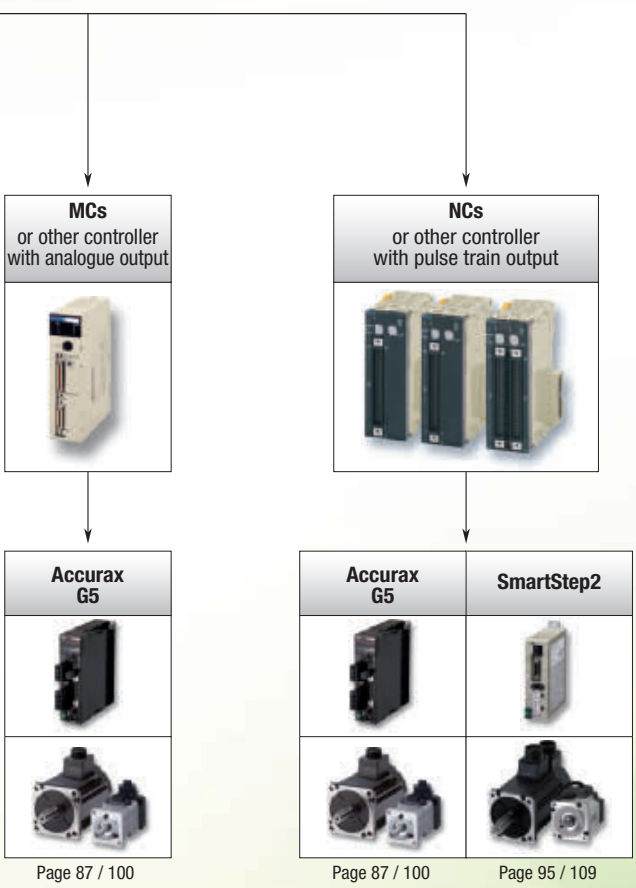 MCs
or other controller
with analogue output
NCs
or other controller
with pulse train output
Accurax
G5
Accurax
G5
SmartStep2
Page 87 / 100
Page 87 / 100
Page 95 / 109